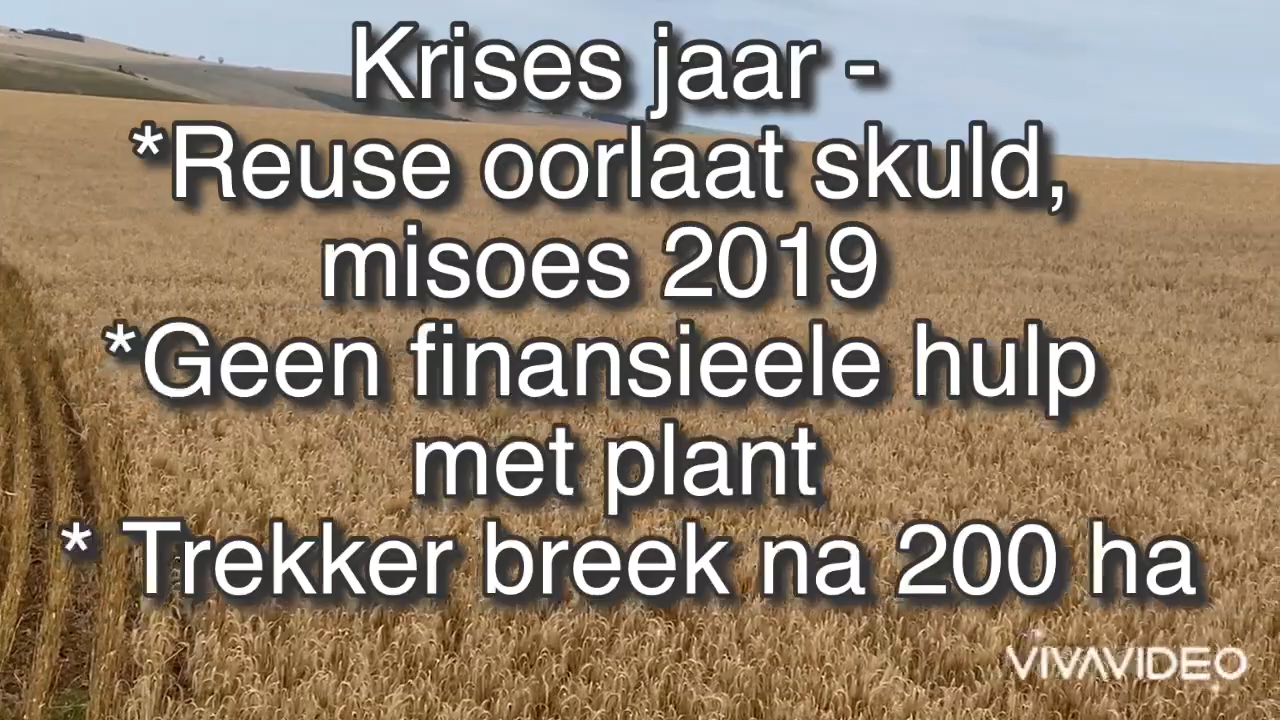 Krises jaar -
*Reuse oorlaat skuld,
misoes 2019
*Geen finansieele hulp
met plant
* Trekker breek na 200 ha
VIVAVIDEO